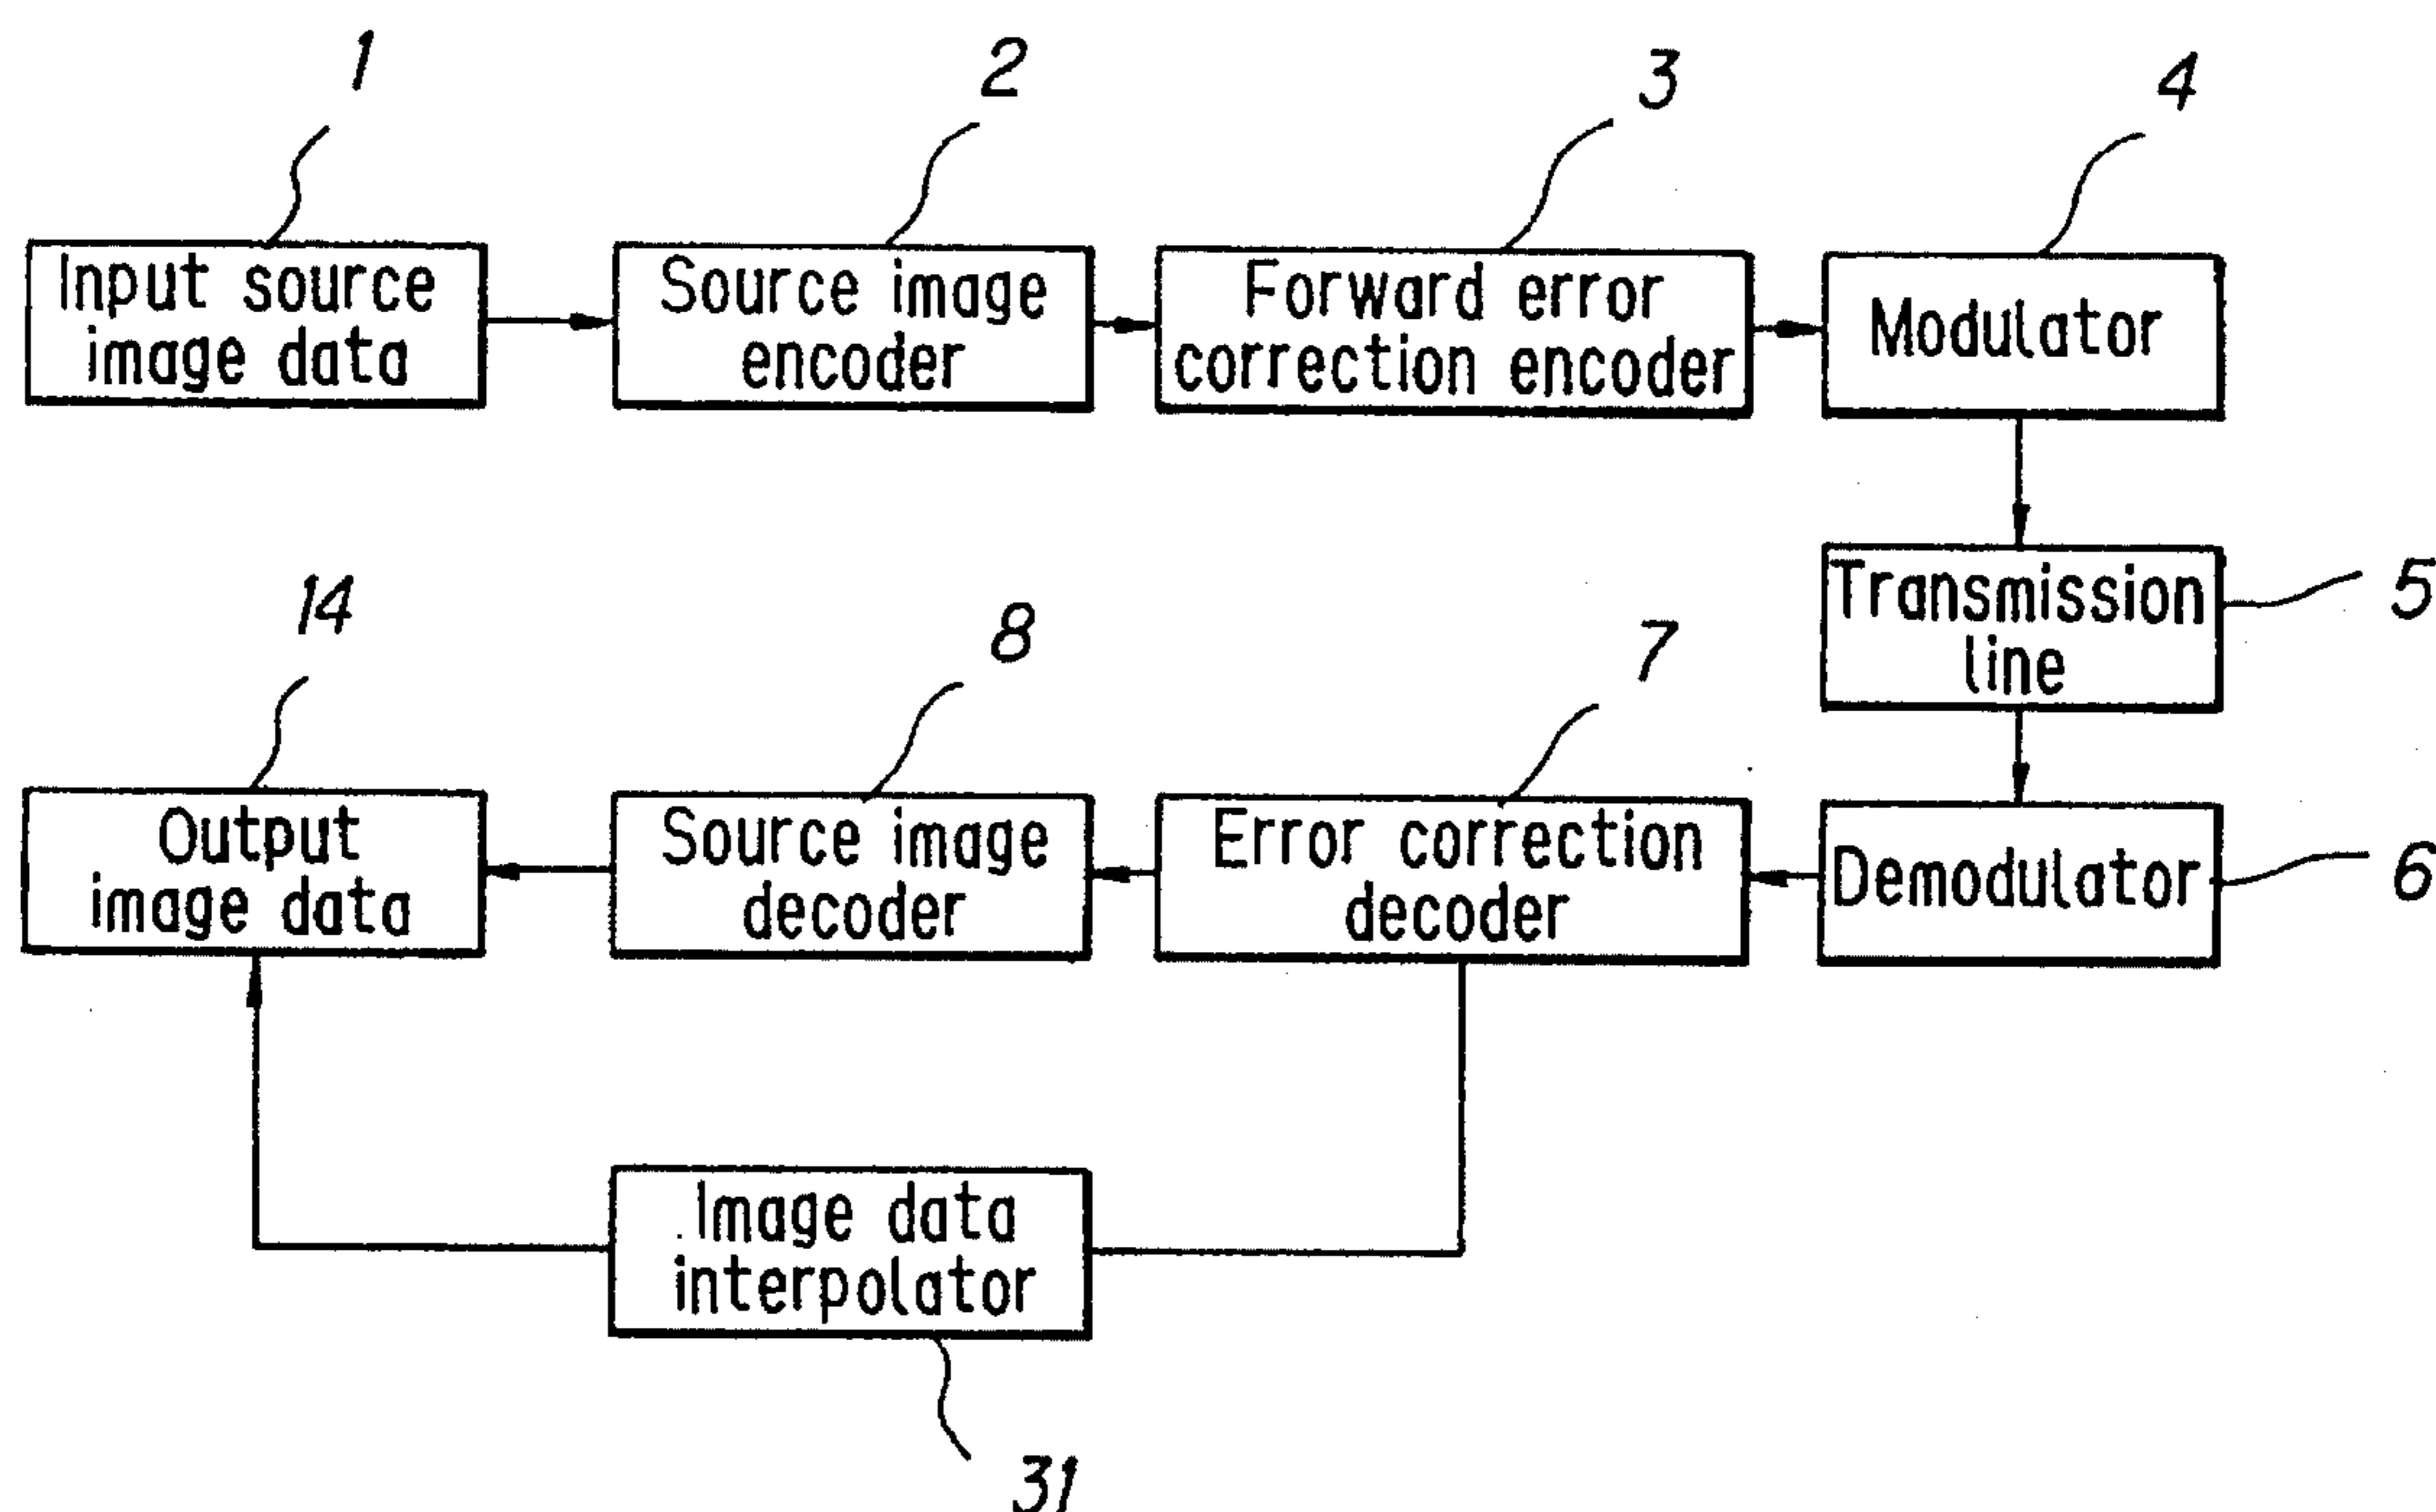 1
2
3
4
Input source
image data
Source image
encoder
Forward error
correction encoder
Modulator
Transmission
line
5
14
8
7
Output
image data
Source image
decoder
Error correction
decoder
Demodulator
6
Image data
interpolator
31